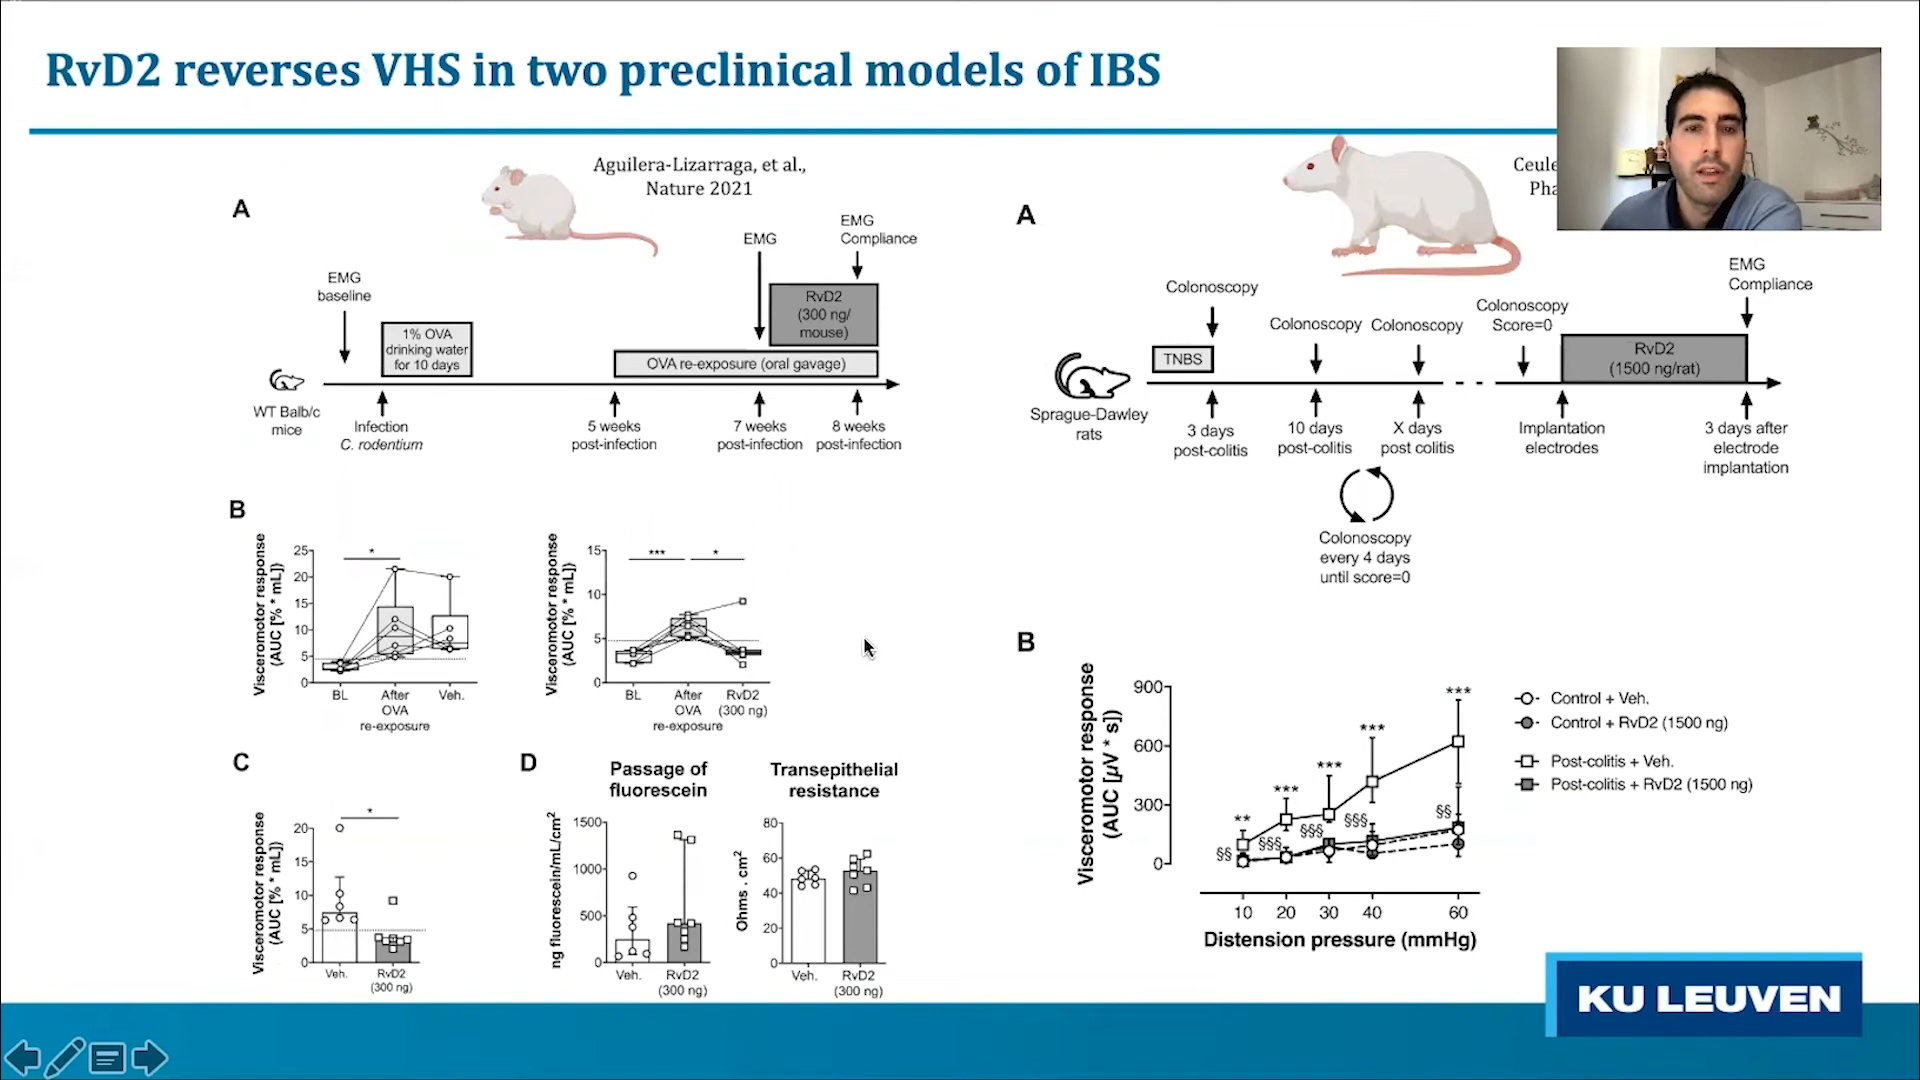 RvD2 reverses VHS in two preclinical models of IBS
Aguilera-Lizarraga, et al.,
Nature 2021
A
EMG
baseline
1% OVA
drinking water
for 10 days
EMG
EMG
Compliance
RvD2
(300 ng/
mouse)
OVA re-exposure (oral gavage)
WT Balb/c
mice
Infection
C. rodentium
5 weeks
post-infection
7 weeks
post-infection
8 weeks
post-infection
B
Visceromotor response
(AUC [% * mL])
25
20
15
10
5
0
*
BL
After
OVA
re-exposure
Veh.
Visceromotor response
(AUC [% * mL])
15
10
5
0
***
*
BL
After
OVA
re-exposure
RvD2
(300 ng)
C
Visceromotor response
(AUC [% * mL])
20
15
10
5
0
*
Veh.
RvD2
(300 ng)
D
Passage of
fluorescein
ng fluorescein/mL/cm²
1500
1000
500
0
Veh.
RvD2
(300 ng)
Transepithelial
resistance
Ohms . cm²
80
60
40
20
0
Veh.
RvD2
(300 ng)
Ceule
Pha
A
Colonoscopy
TNBS
Colonoscopy
Colonoscopy
Colonoscopy
Score=0
EMG
Compliance
RvD2
(1500 ng/rat)
Sprague-Dawley
rats
3 days
post-colitis
10 days
post-colitis
X days
post colitis
Implantation
electrodes
3 days after
electrode
implantation
Colonoscopy
every 4 days
until score=0
B
Visceromotor response
(AUC [µV * s])
900
600
300
0
**
***
***
***
***
§§
§§§
§§§
§§§
§§
10
20
30
40
60
Distension pressure (mmHg)
Control + Veh.
Control + RvD2 (1500 ng)
Post-colitis + Veh.
Post-colitis + RvD2 (1500 ng)
KU LEUVEN